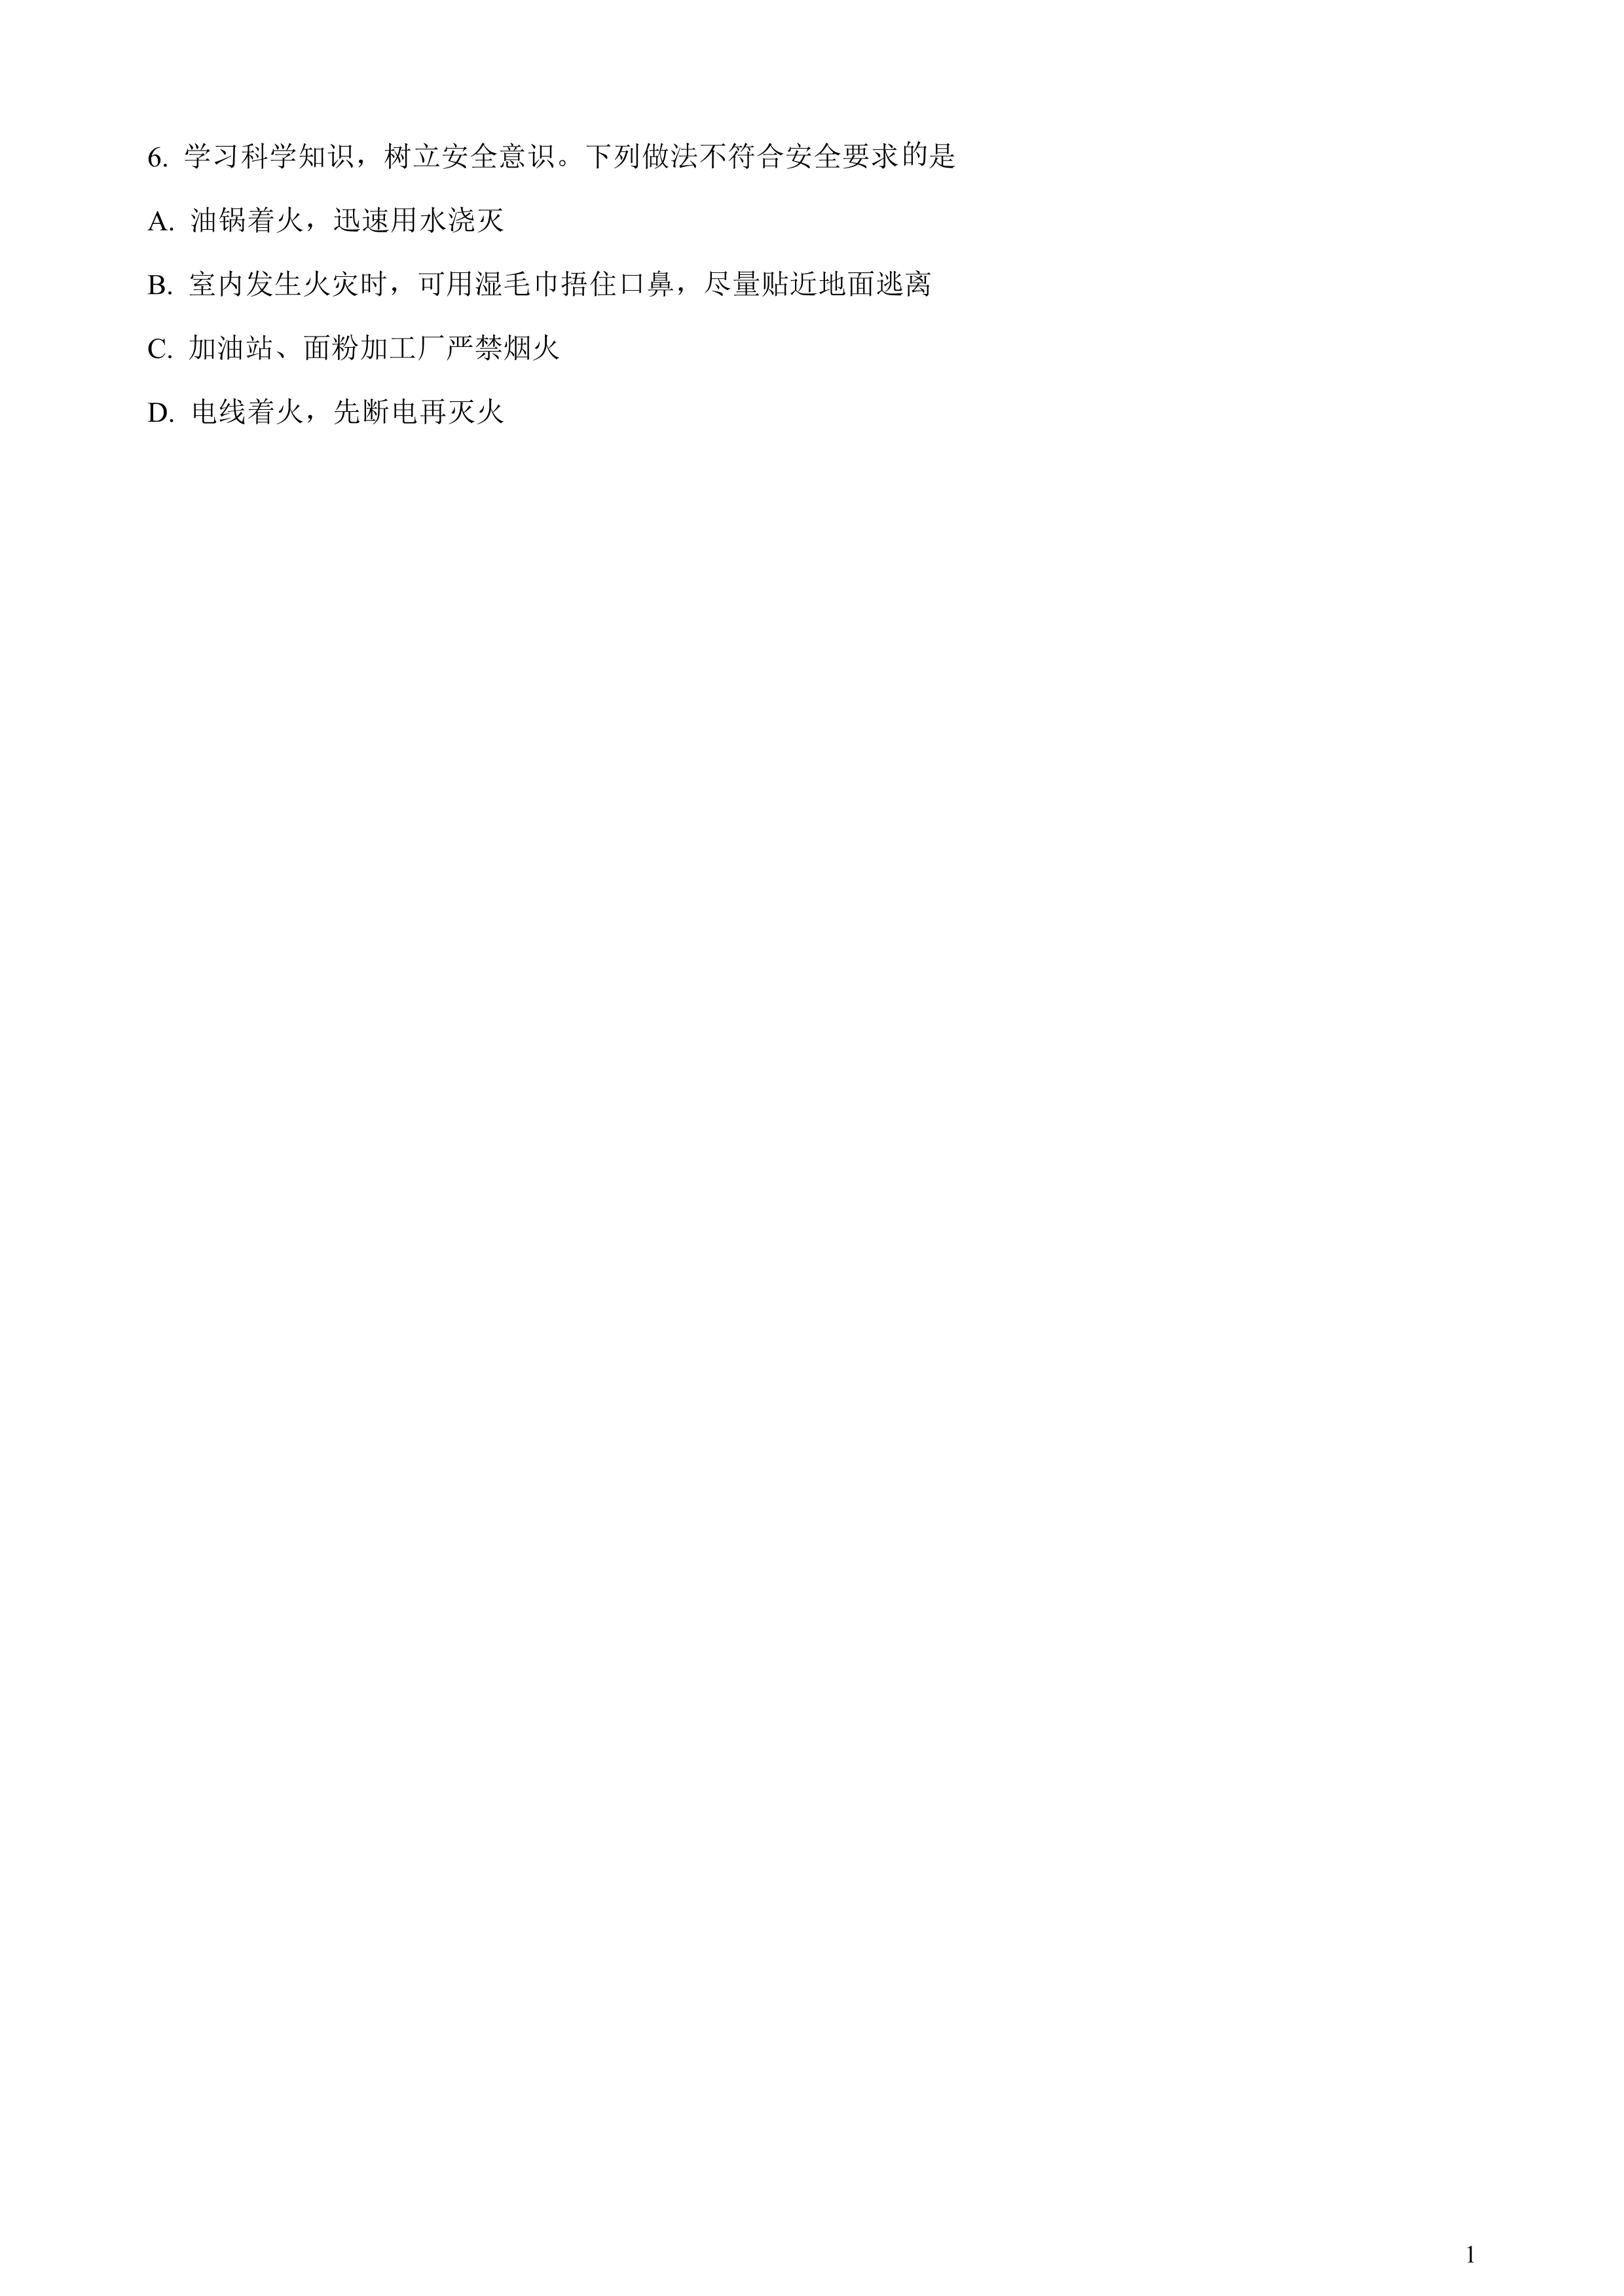 6. 学习科学知识，树立安全意识。下列做法不符合安全要求的是
A. 油锅着火，迅速用水浇灭
B. 室内发生火灾时，可用湿毛巾捂住口鼻，尽量贴近地面逃离
C. 加油站、面粉加工厂严禁烟火
D. 电线着火，先断电再灭火
1